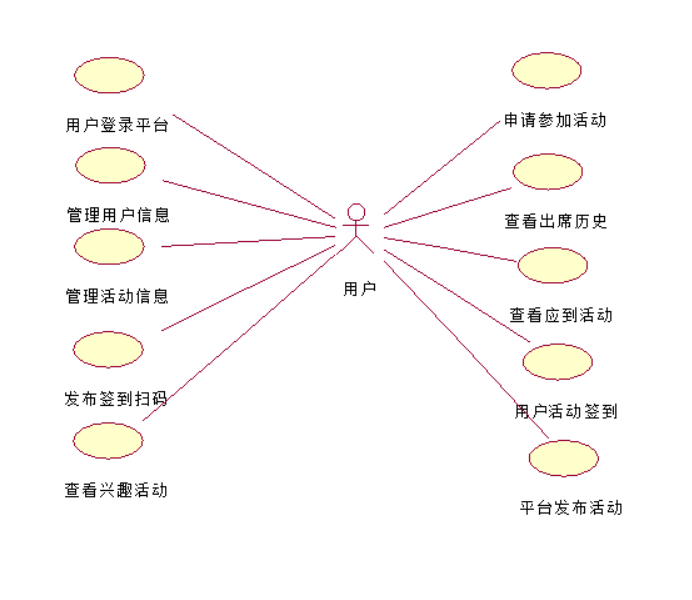 用户登录平台
管理用户信息
管理活动信息
发布签到扫码
查看兴趣活动
用户
申请参加活动
查看出席历史
查看应到活动
用户活动签到
平台发布活动